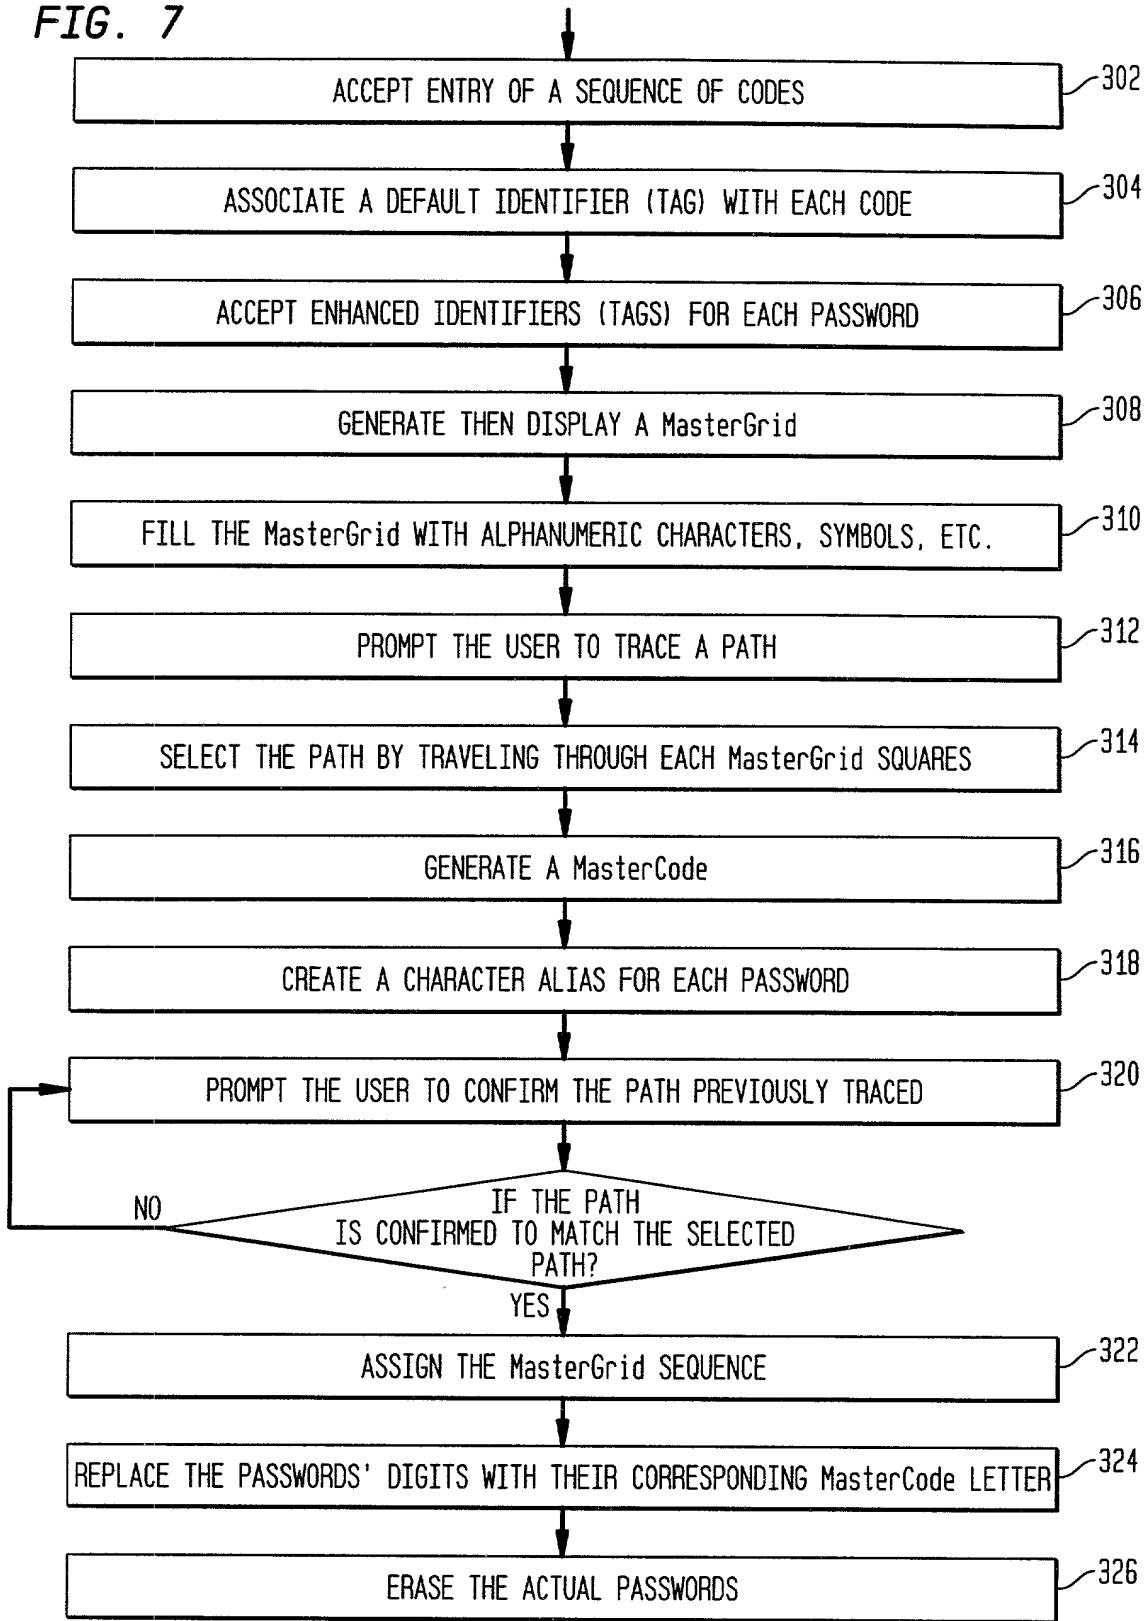 FIG. 7
ACCEPT ENTRY OF A SEQUENCE OF CODES
302
ASSOCIATE A DEFAULT IDENTIFIER (TAG) WITH EACH CODE
304
ACCEPT ENHANCED IDENTIFIERS (TAGS) FOR EACH PASSWORD
306
GENERATE THEN DISPLAY A MasterGrid
308
FILL THE MasterGrid WITH ALPHANUMERIC CHARACTERS, SYMBOLS, ETC.
310
PROMPT THE USER TO TRACE A PATH
312
SELECT THE PATH BY TRAVELING THROUGH EACH MasterGrid SQUARES
314
GENERATE A MasterCode
316
CREATE A CHARACTER ALIAS FOR EACH PASSWORD
318
PROMPT THE USER TO CONFIRM THE PATH PREVIOUSLY TRACED
320
NO
IF THE PATH
IS CONFIRMED TO MATCH THE SELECTED
PATH?
YES
ASSIGN THE MasterGrid SEQUENCE
322
REPLACE THE PASSWORDS' DIGITS WITH THEIR CORRESPONDING MasterCode LETTER
324
ERASE THE ACTUAL PASSWORDS
326